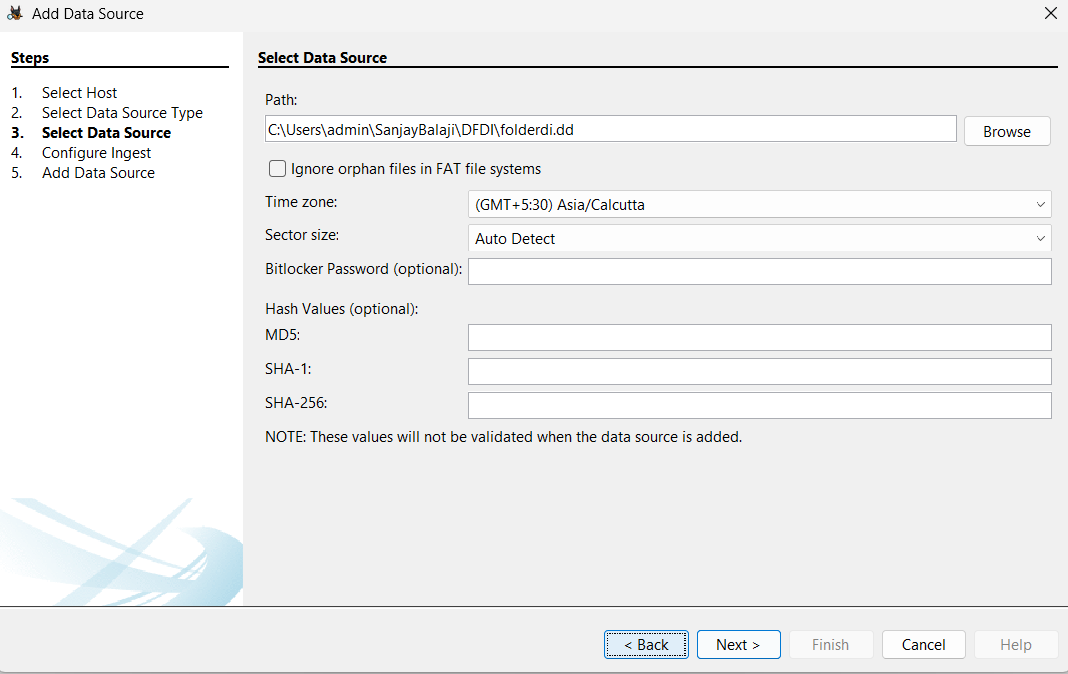 Add Data Source
Steps
1. Select Host
2. Select Data Source Type
3. Select Data Source
4. Configure Ingest
5. Add Data Source
Select Data Source
Path:
C:\Users\admin\SanjayBalaji\DFDI\folderdi.dd
Browse
Ignore orphan files in FAT file systems
Time zone: (GMT+5:30) Asia/Calcutta
Sector size: Auto Detect
Bitlocker Password (optional):
Hash Values (optional):
MD5:
SHA-1:
SHA-256:
NOTE: These values will not be validated when the data source is added.
< Back Next > Finish Cancel Help